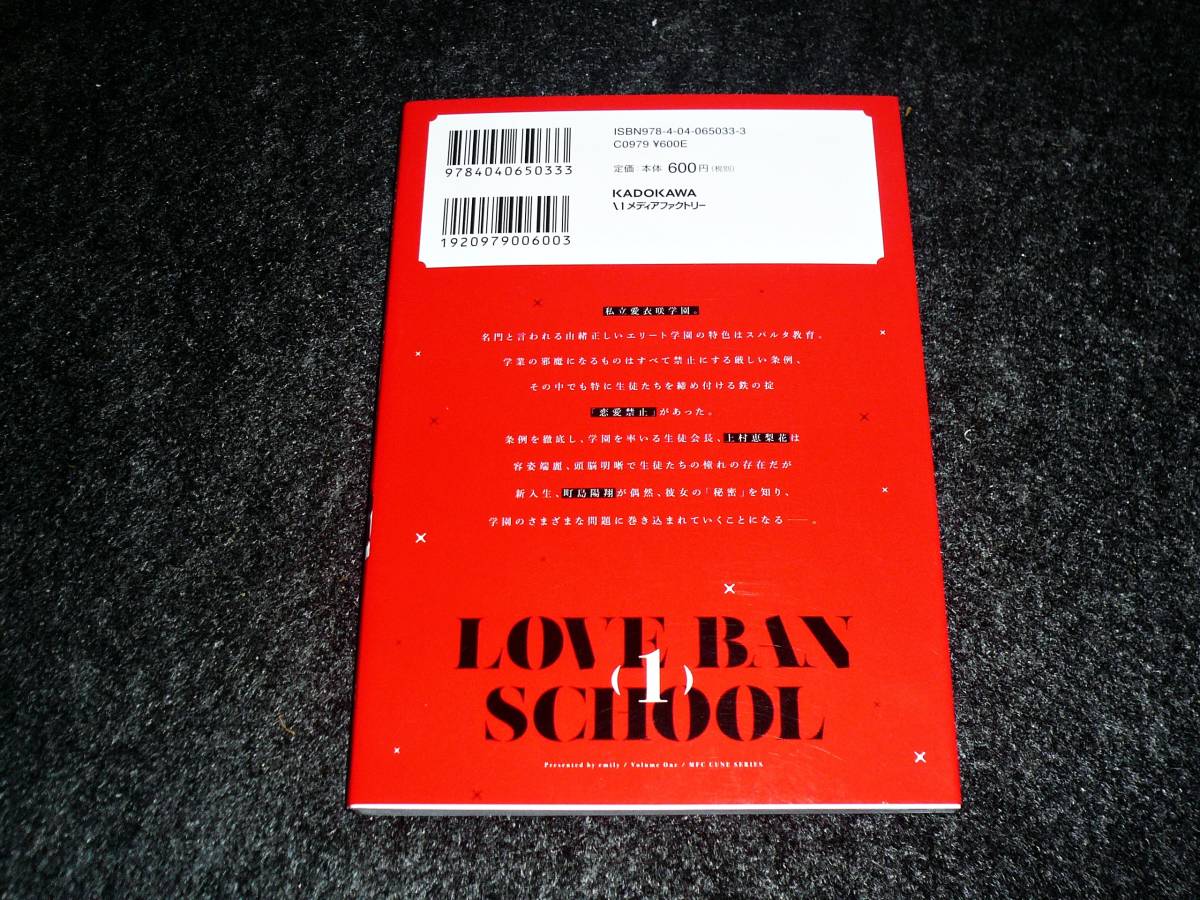 ISBN978-4-04-065033-3
C0979 ¥600E
9784040650333
定価 本体 600円(税別)
KADOKAWA
メディアファクトリー
1920979006003
私立愛衣咲学園。
名門と言われる由緒正しいエリート学園の特色はスパルタ教育。
学業の邪魔になるものはすべて禁止にする厳しい条例、
その中でも特に生徒たちを締め付ける鉄の掟
「恋愛禁止」があった。
条例を徹底し、学園を率いる生徒会長、上村恵梨花は
容姿端麗、頭脳明晰で生徒たちの憧れの存在だが
新入生、町島陽翔が偶然、彼女の「秘密」を知り、
学園のさまざまな問題に巻き込まれていくことになる――。
LOVE BAN
(1)
SCHOOL
Presented by emily / Volume One / MFC CUNE SERIES